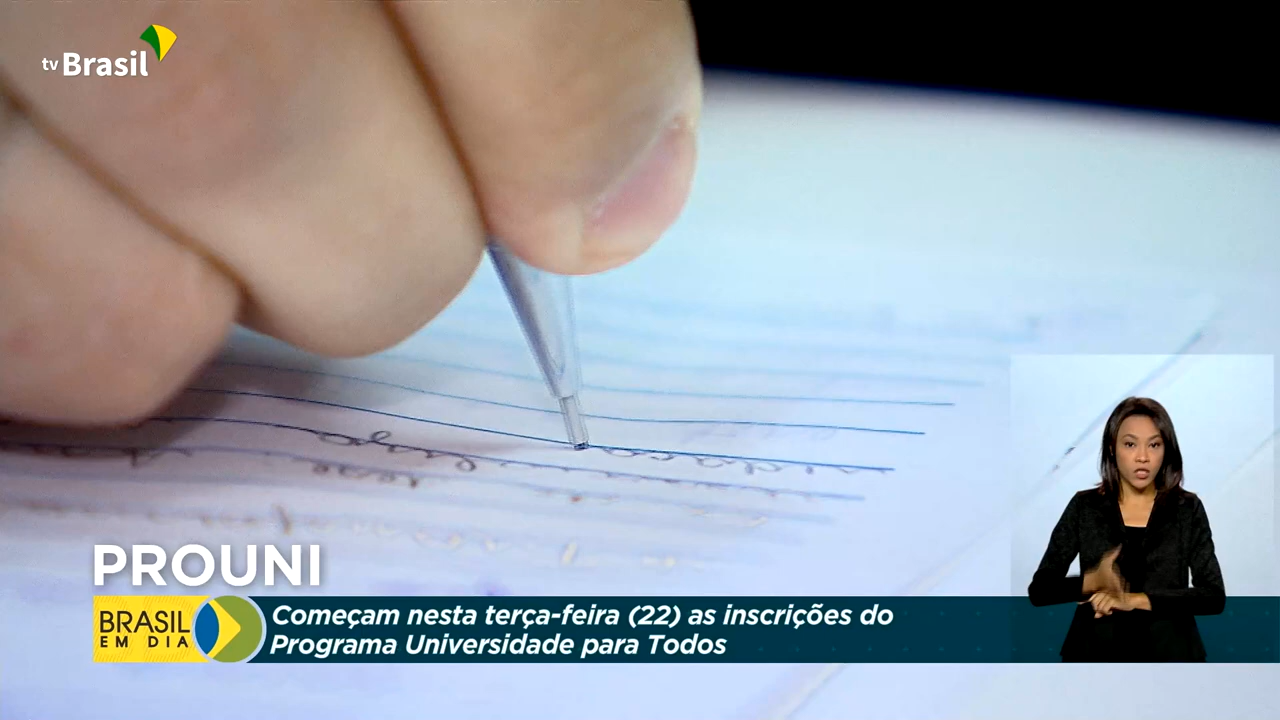 tv Brasil
PROUNI
BRASIL
EM DIA
Começam nesta terça-feira (22) as inscrições do
Programa Universidade para Todos